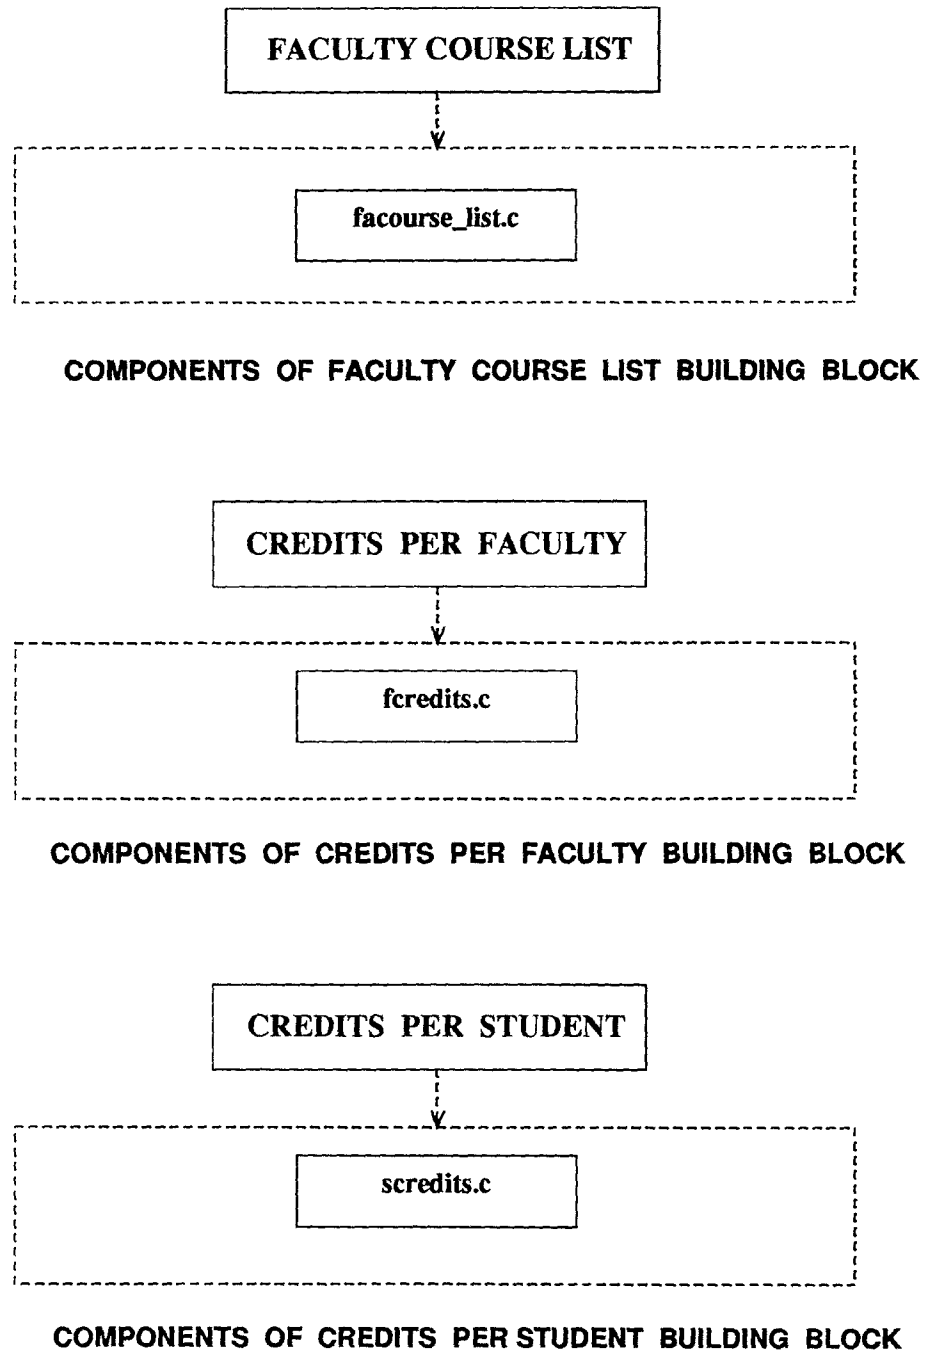 FACULTY COURSE LIST
facourse_list.c
COMPONENTS OF FACULTY COURSE LIST BUILDING BLOCK
CREDITS PER FACULTY
fcredits.c
COMPONENTS OF CREDITS PER FACULTY BUILDING BLOCK
CREDITS PER STUDENT
scredits.c
COMPONENTS OF CREDITS PER STUDENT BUILDING BLOCK